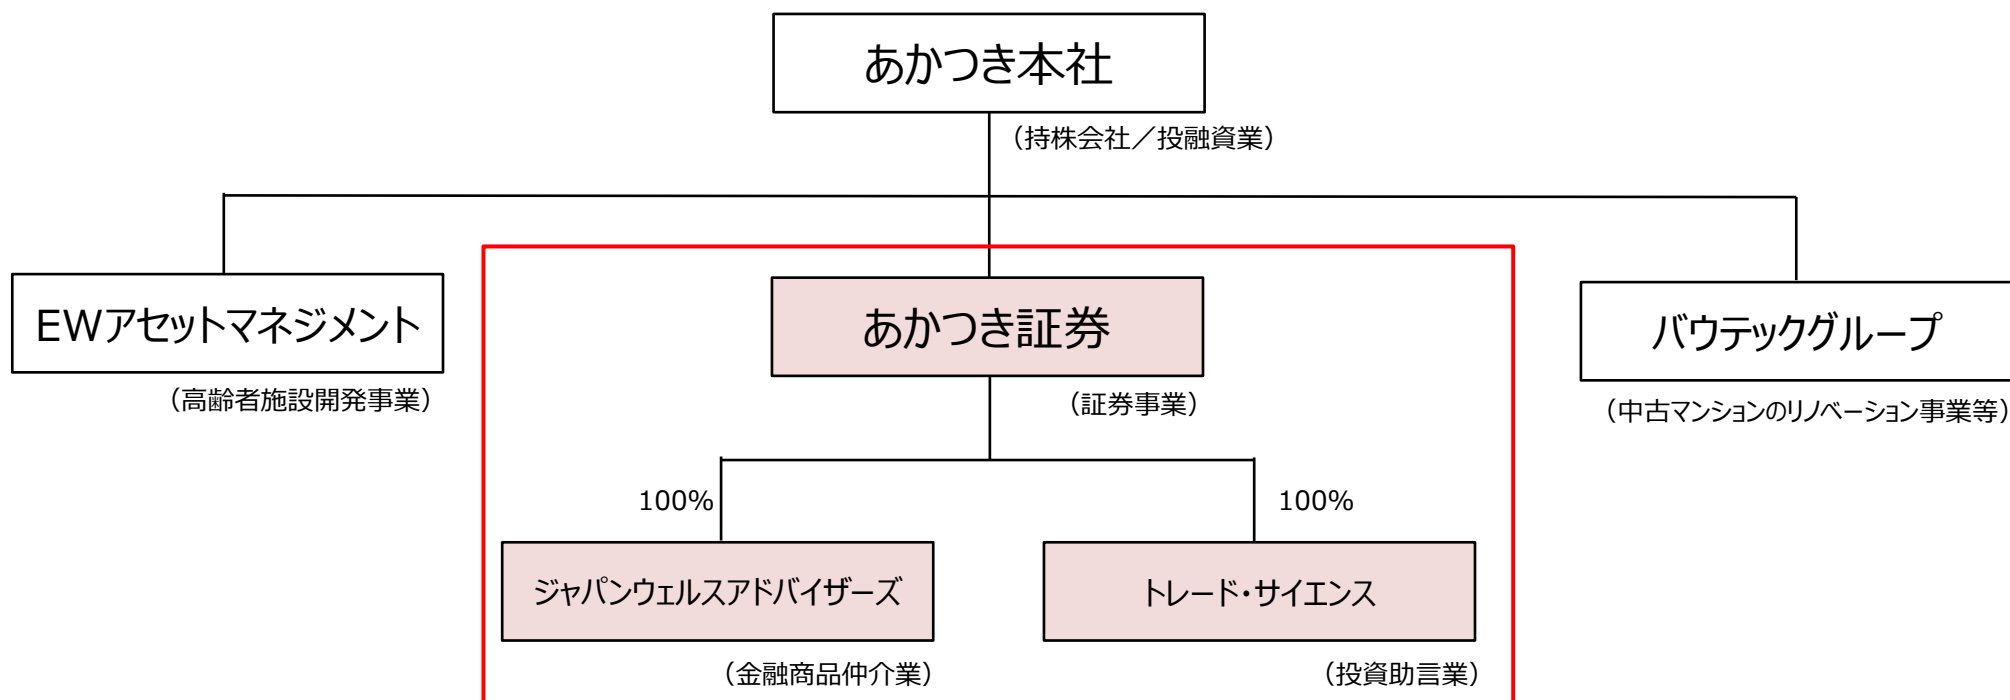 あかつき本社
（持株会社／投融資業）
EWアセットマネジメント
（高齢者施設開発事業）
あかつき証券
（証券事業）
バウテックグループ
（中古マンションのリノベーション事業等）
100%
100%
ジャパンウェルスアドバイザーズ
（金融商品仲介業）
トレード・サイエンス
（投資助言業）